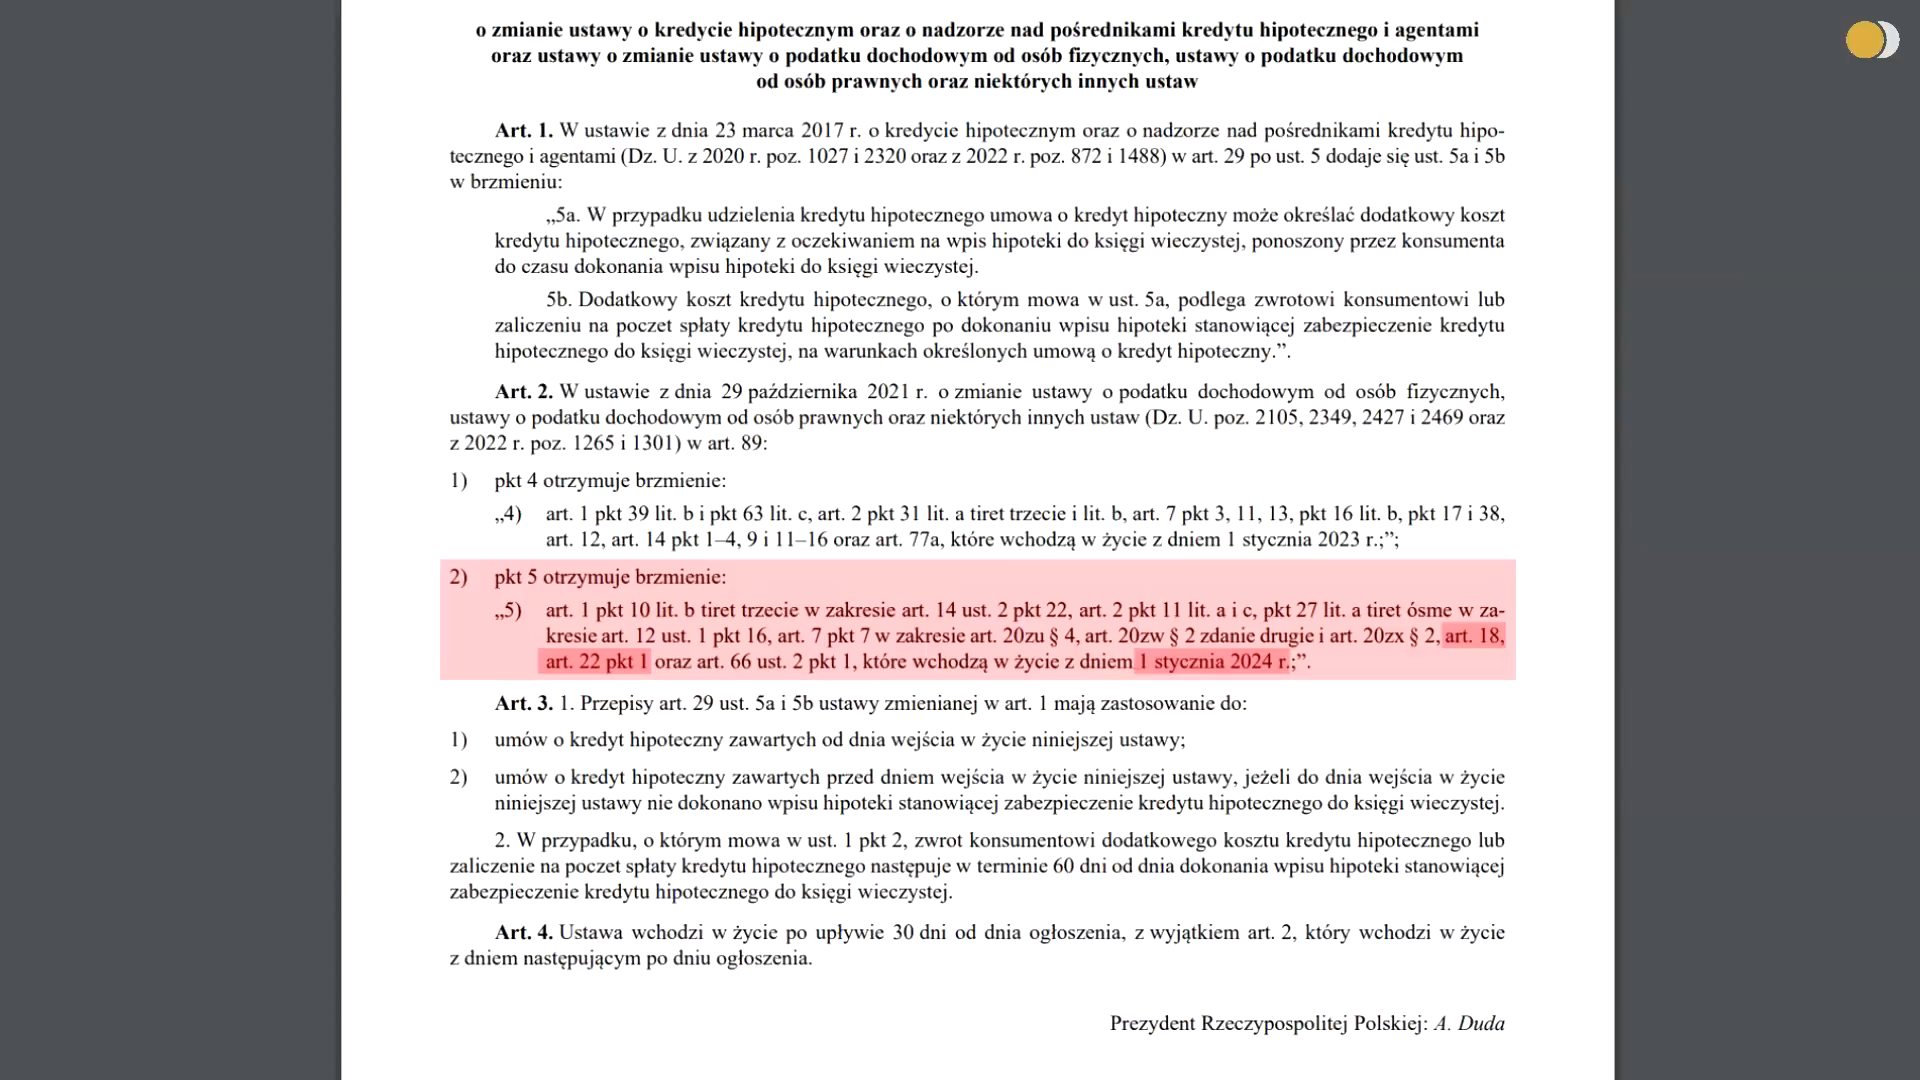 o zmianie ustawy o kredycie hipotecznym oraz o nadzorze nad pośrednikami kredytu hipotecznego i agentami
oraz ustawy o zmianie ustawy o podatku dochodowym od osób fizycznych, ustawy o podatku dochodowym
od osób prawnych oraz niektórych innych ustaw
Art. 1. W ustawie z dnia 23 marca 2017 r. o kredycie hipotecznym oraz o nadzorze nad pośrednikami kredytu hipo-
tecznego i agentami (Dz. U. z 2020 r. poz. 1027 i 2320 oraz z 2022 r. poz. 872 i 1488) w art. 29 po ust. 5 dodaje się ust. 5a i 5b
w brzmieniu:
„5a. W przypadku udzielenia kredytu hipotecznego umowa o kredyt hipoteczny może określać dodatkowy koszt
kredytu hipotecznego, związany z oczekiwaniem na wpis hipoteki do księgi wieczystej, ponoszony przez konsumenta
do czasu dokonania wpisu hipoteki do księgi wieczystej.
5b. Dodatkowy koszt kredytu hipotecznego, o którym mowa w ust. 5a, podlega zwrotowi konsumentowi lub
zaliczeniu na poczet spłaty kredytu hipotecznego po dokonaniu wpisu hipoteki stanowiącej zabezpieczenie kredytu
hipotecznego do księgi wieczystej, na warunkach określonych umową o kredyt hipoteczny.”.
Art. 2. W ustawie z dnia 29 października 2021 r. o zmianie ustawy o podatku dochodowym od osób fizycznych,
ustawy o podatku dochodowym od osób prawnych oraz niektórych innych ustaw (Dz. U. poz. 2105, 2349, 2427 i 2469 oraz
z 2022 r. poz. 1265 i 1301) w art. 89:
1) pkt 4 otrzymuje brzmienie:
„4) art. 1 pkt 39 lit. b i pkt 63 lit. c, art. 2 pkt 31 lit. a tiret trzecie i lit. b, art. 7 pkt 3, 11, 13, pkt 16 lit. b, pkt 17 i 38,
art. 12, art. 14 pkt 1–4, 9 i 11–16 oraz art. 77a, które wchodzą w życie z dniem 1 stycznia 2023 r.;”;
2) pkt 5 otrzymuje brzmienie:
„5) art. 1 pkt 10 lit. b tiret trzecie w zakresie art. 14 ust. 2 pkt 22, art. 2 pkt 11 lit. a i c, pkt 27 lit. a tiret ósme w za-
kresie art. 12 ust. 1 pkt 16, art. 7 pkt 7 w zakresie art. 20zu § 4, art. 20zw § 2 zdanie drugie i art. 20zx § 2, art. 18,
art. 22 pkt 1 oraz art. 66 ust. 2 pkt 1, które wchodzą w życie z dniem 1 stycznia 2024 r.;”.
Art. 3. 1. Przepisy art. 29 ust. 5a i 5b ustawy zmienianej w art. 1 mają zastosowanie do:
1) umów o kredyt hipoteczny zawartych od dnia wejścia w życie niniejszej ustawy;
2) umów o kredyt hipoteczny zawartych przed dniem wejścia w życie niniejszej ustawy, jeżeli do dnia wejścia w życie
niniejszej ustawy nie dokonano wpisu hipoteki stanowiącej zabezpieczenie kredytu hipotecznego do księgi wieczystej.
2. W przypadku, o którym mowa w ust. 1 pkt 2, zwrot konsumentowi dodatkowego kosztu kredytu hipotecznego lub
zaliczenie na poczet spłaty kredytu hipotecznego następuje w terminie 60 dni od dnia dokonania wpisu hipoteki stanowiącej
zabezpieczenie kredytu hipotecznego do księgi wieczystej.
Art. 4. Ustawa wchodzi w życie po upływie 30 dni od dnia ogłoszenia, z wyjątkiem art. 2, który wchodzi w życie
z dniem następującym po dniu ogłoszenia.
Prezydent Rzeczypospolitej Polskiej: A. Duda